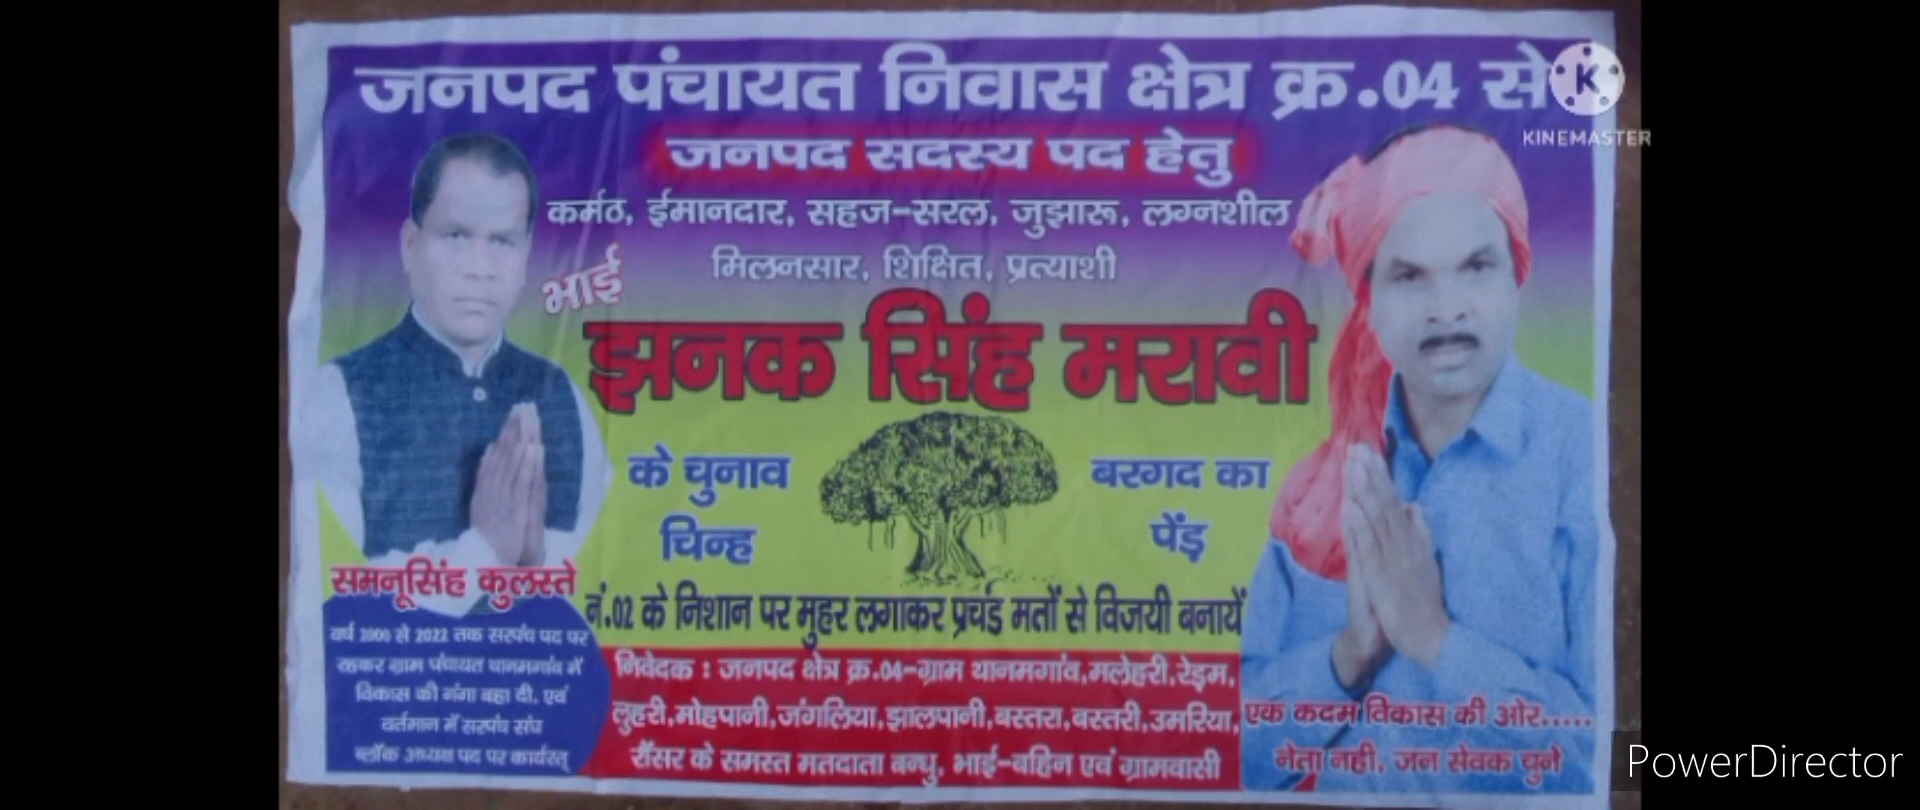 जनपद पंचायत निवास क्षेत्र क्र.04 से
KINEMASTER
जनपद सदस्य पद हेतु
कर्मठ, ईमानदार, सहज-सरल, जुझारू, लग्नशील
मिलनसार, शिक्षित, प्रत्याशी
भाई
झनक सिंह मरावी
के चुनाव
चिन्ह
बरगद का
पेंड़
नं.02 के निशान पर मुहर लगाकर प्रचंड मतों से विजयी बनायें
समनूसिंह कुलस्ते
वर्ष 2000 से 2022 तक सरपंच पद पर
रहकर ग्राम पंचायत थानमगांव में
विकास की गंगा बहा दी. एवं
वर्तमान में सरपंच संघ
ब्लॉक अध्यक्ष पद पर कार्यरत्
निवेदक : जनपद क्षेत्र क्र.04-ग्राम थानमगांव,मलेहरी,रेड़म,
लुहरी,मोहपानी,जंगलिया,झालपानी,बस्तरा,बस्तरी,उमरिया,
सैंसर के समस्त मतदाता बन्धु, भाई-बहिन एवं ग्रामवासी
एक कदम विकास की ओर.....
नेता नही, जन सेवक चुने
PowerDirector